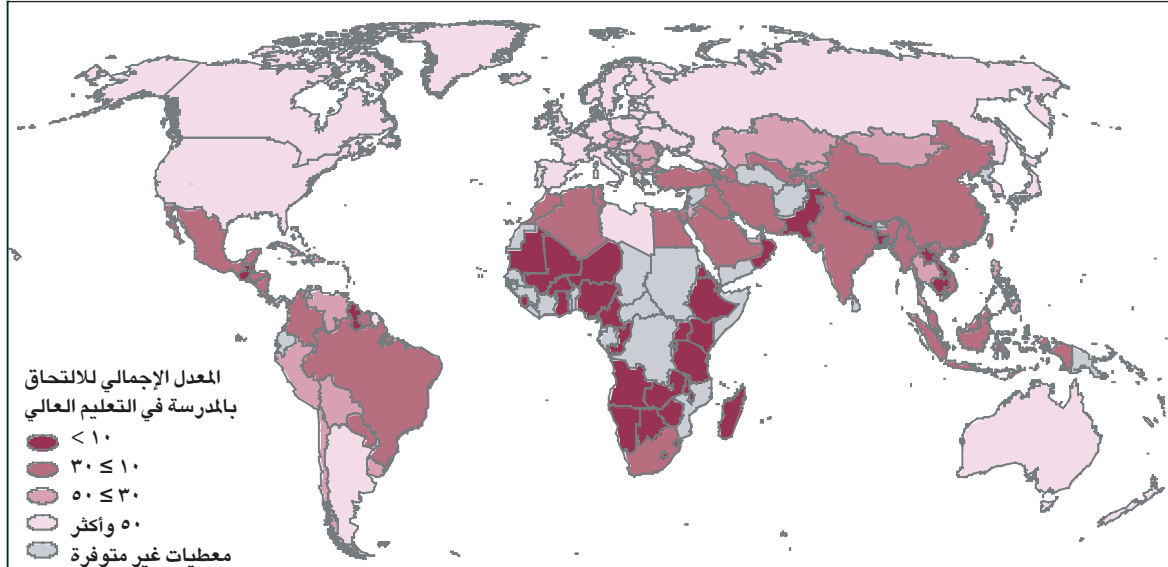 المعدل الإجمالي للالتحاق
بالمدرسة في التعليم العالي
< ١٠
١٠ ≥ ٣٠
٣٠ ≥ ٥٠
٥٠ وأكثر
معطيات غير متوفرة